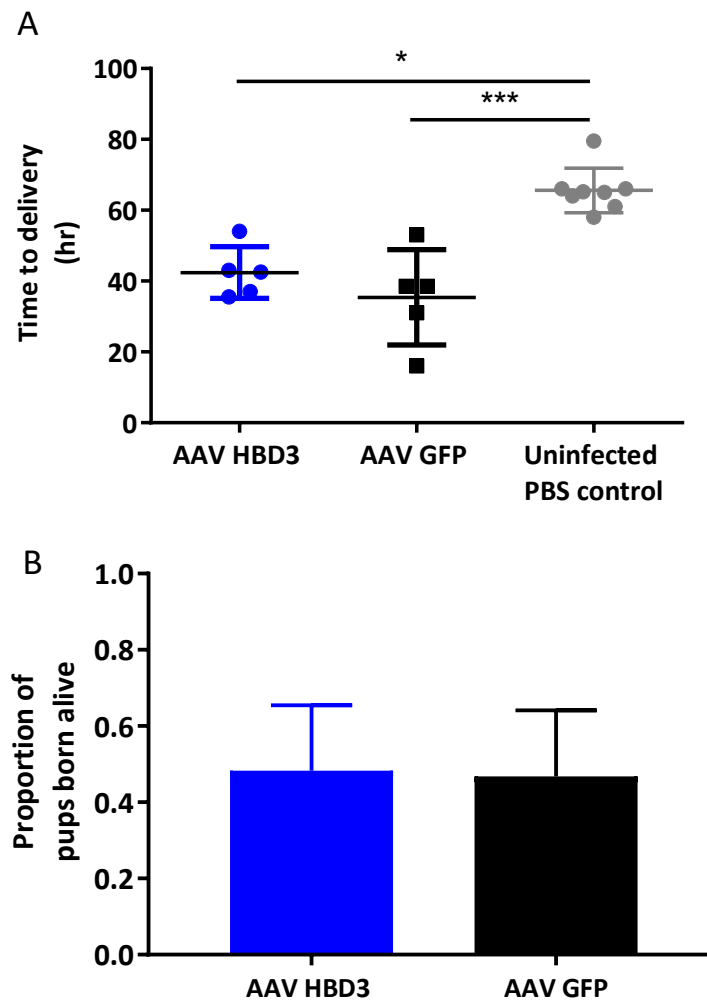 A
*
***
100
80
60
40
20
0
Time to delivery
(hr)
AAV HBD3
AAV GFP
Uninfected
PBS control
B
1.0
0.8
0.6
0.4
0.2
0.0
Proportion of
pups born alive
AAV HBD3
AAV GFP